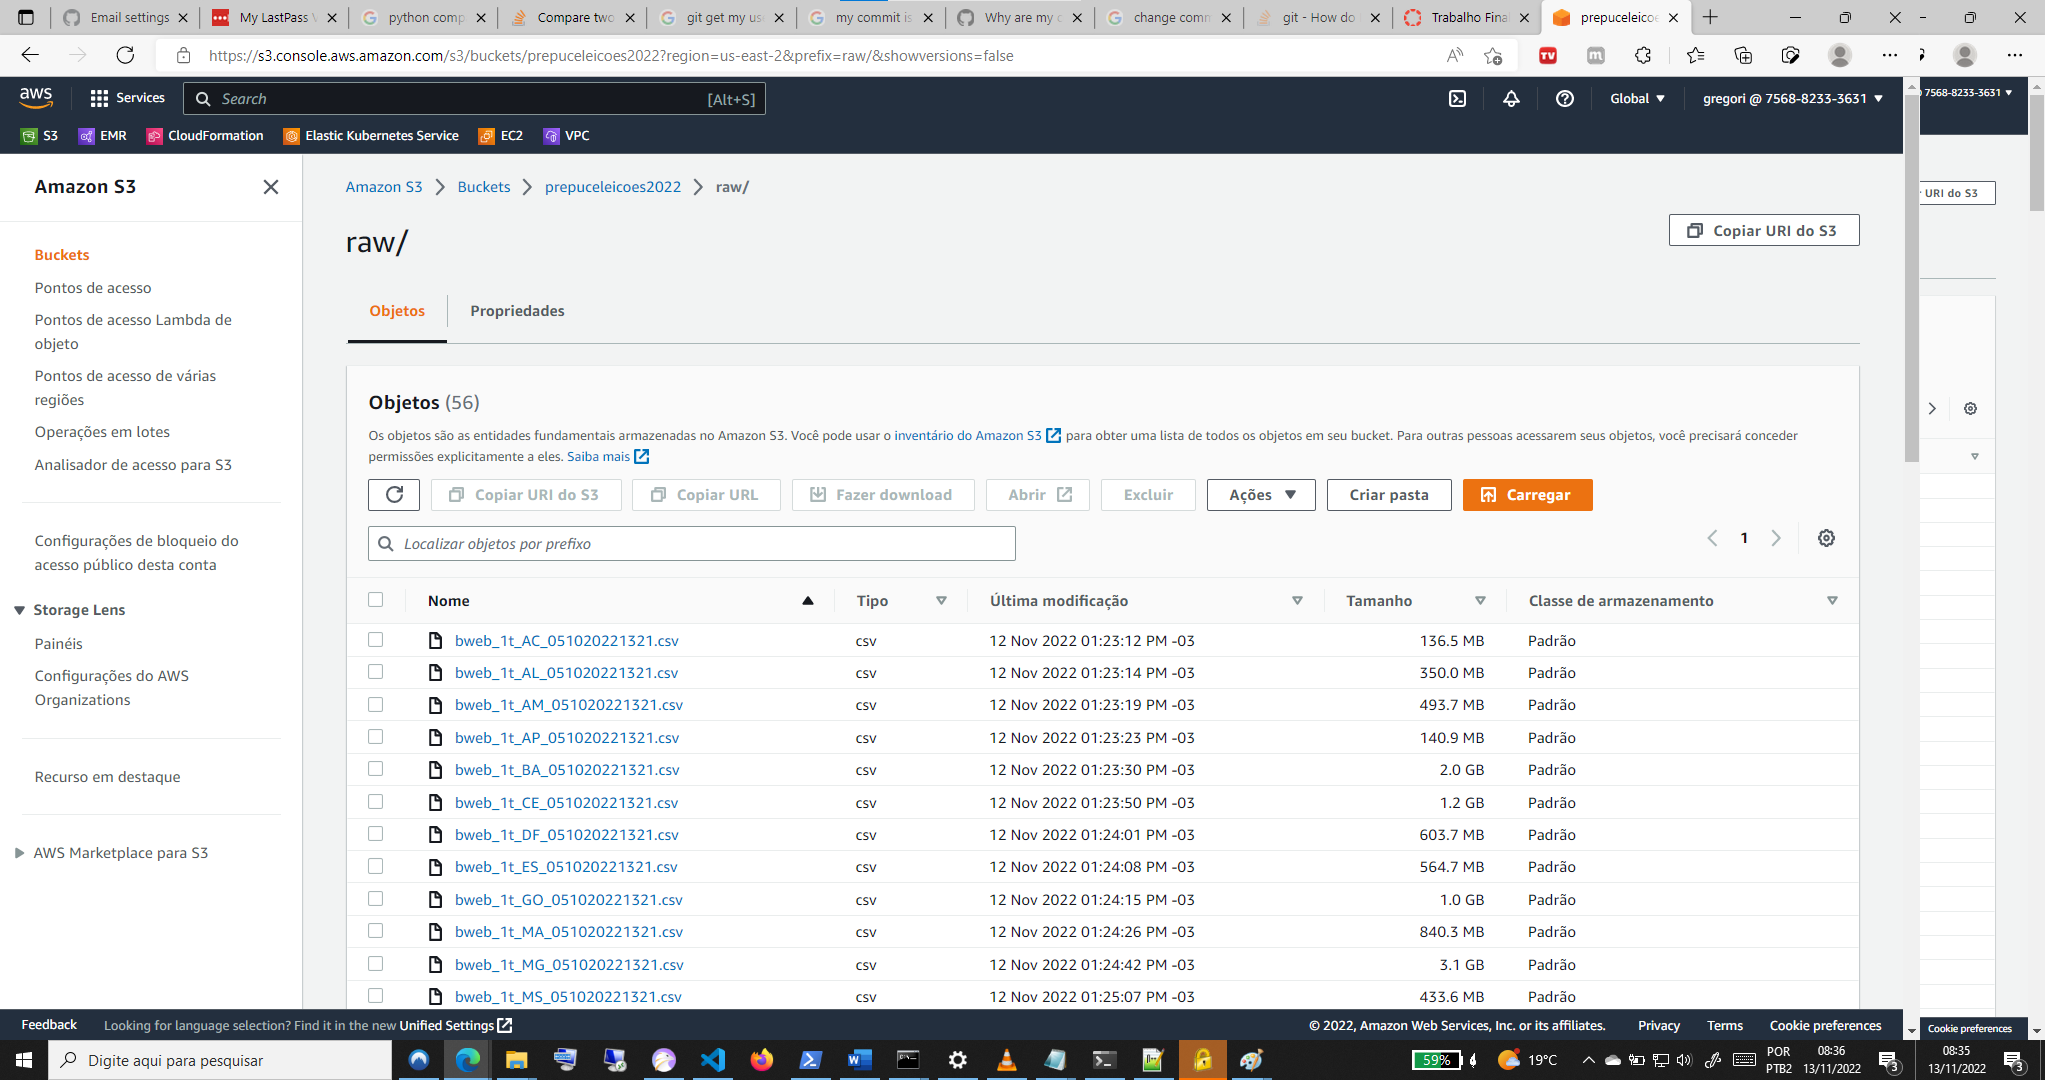 Email settings
My LastPass V
python comp
Compare two
git get my us
my commit is
Why are my c
change comm
git - How do
Trabalho Final
prepuceleicoe
https://s3.console.aws.amazon.com/s3/buckets/prepuceleicoes2022?region=us-east-2&prefix=raw/&showversions=false
aws
Services
Search
[Alt+S]
Global
gregori @ 7568-8233-3631
7568-8233-3631
S3
EMR
CloudFormation
Elastic Kubernetes Service
EC2
VPC
Amazon S3
Buckets
Pontos de acesso
Pontos de acesso Lambda de
objeto
Pontos de acesso de várias
regiões
Operações em lotes
Analisador de acesso para S3
Configurações de bloqueio do
acesso público desta conta
Storage Lens
Painéis
Configurações do AWS
Organizations
Recurso em destaque
AWS Marketplace para S3
Amazon S3 > Buckets > prepuceleicoes2022 > raw/
raw/
Copiar URI do S3
URI do S3
Objetos
Propriedades
Objetos (56)
Os objetos são as entidades fundamentais armazenadas no Amazon S3. Você pode usar o inventário do Amazon S3 para obter uma lista de todos os objetos em seu bucket. Para outras pessoas acessarem seus objetos, você precisará conceder
permissões explicitamente a eles. Saiba mais
Copiar URI do S3
Copiar URL
Fazer download
Abrir
Excluir
Ações
Criar pasta
Carregar
Localizar objetos por prefixo
1
Nome Tipo Última modificação Tamanho Classe de armazenamento
bweb_1t_AC_051020221321.csv csv 12 Nov 2022 01:23:12 PM -03 136.5 MB Padrão
bweb_1t_AL_051020221321.csv csv 12 Nov 2022 01:23:14 PM -03 350.0 MB Padrão
bweb_1t_AM_051020221321.csv csv 12 Nov 2022 01:23:19 PM -03 493.7 MB Padrão
bweb_1t_AP_051020221321.csv csv 12 Nov 2022 01:23:23 PM -03 140.9 MB Padrão
bweb_1t_BA_051020221321.csv csv 12 Nov 2022 01:23:30 PM -03 2.0 GB Padrão
bweb_1t_CE_051020221321.csv csv 12 Nov 2022 01:23:50 PM -03 1.2 GB Padrão
bweb_1t_DF_051020221321.csv csv 12 Nov 2022 01:24:01 PM -03 603.7 MB Padrão
bweb_1t_ES_051020221321.csv csv 12 Nov 2022 01:24:08 PM -03 564.7 MB Padrão
bweb_1t_GO_051020221321.csv csv 12 Nov 2022 01:24:15 PM -03 1.0 GB Padrão
bweb_1t_MA_051020221321.csv csv 12 Nov 2022 01:24:26 PM -03 840.3 MB Padrão
bweb_1t_MG_051020221321.csv csv 12 Nov 2022 01:24:42 PM -03 3.1 GB Padrão
bweb_1t_MS_051020221321.csv csv 12 Nov 2022 01:25:07 PM -03 433.6 MB Padrão
Feedback
Looking for language selection? Find it in the new Unified Settings
© 2022, Amazon Web Services, Inc. or its affiliates.
Privacy
Terms
Cookie preferences
Cookie preferences
Digite aqui para pesquisar
59%
19°C
POR
PTB2
08:36
13/11/2022
3
08:35
13/11/2022
3